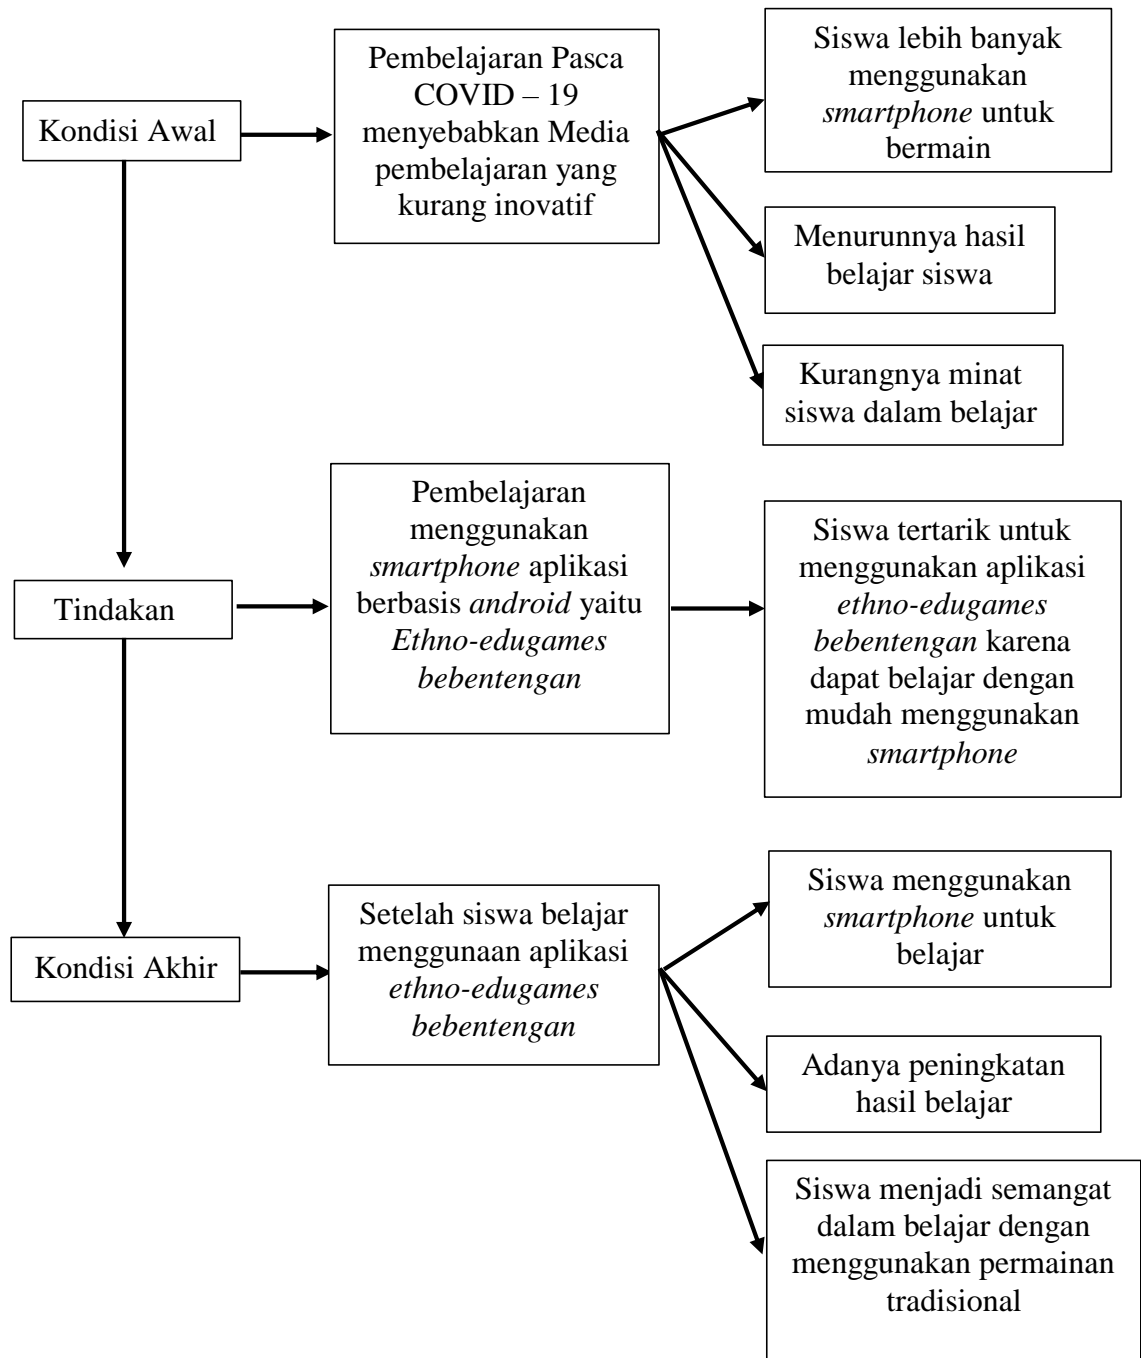 Kondisi Awal
Pembelajaran Pasca
COVID – 19
menyebabkan Media
pembelajaran yang
kurang inovatif
Siswa lebih banyak
menggunakan
smartphone untuk
bermain
Menurunnya hasil
belajar siswa
Kurangnya minat
siswa dalam belajar
Tindakan
Pembelajaran
menggunakan
smartphone aplikasi
berbasis android yaitu
Ethno-edugames
bebentengan
Siswa tertarik untuk
menggunakan aplikasi
ethno-edugames
bebentengan karena
dapat belajar dengan
mudah menggunakan
smartphone
Kondisi Akhir
Setelah siswa belajar
menggunaan aplikasi
ethno-edugames
bebentengan
Siswa menggunakan
smartphone untuk
belajar
Adanya peningkatan
hasil belajar
Siswa menjadi semangat
dalam belajar dengan
menggunakan permainan
tradisional